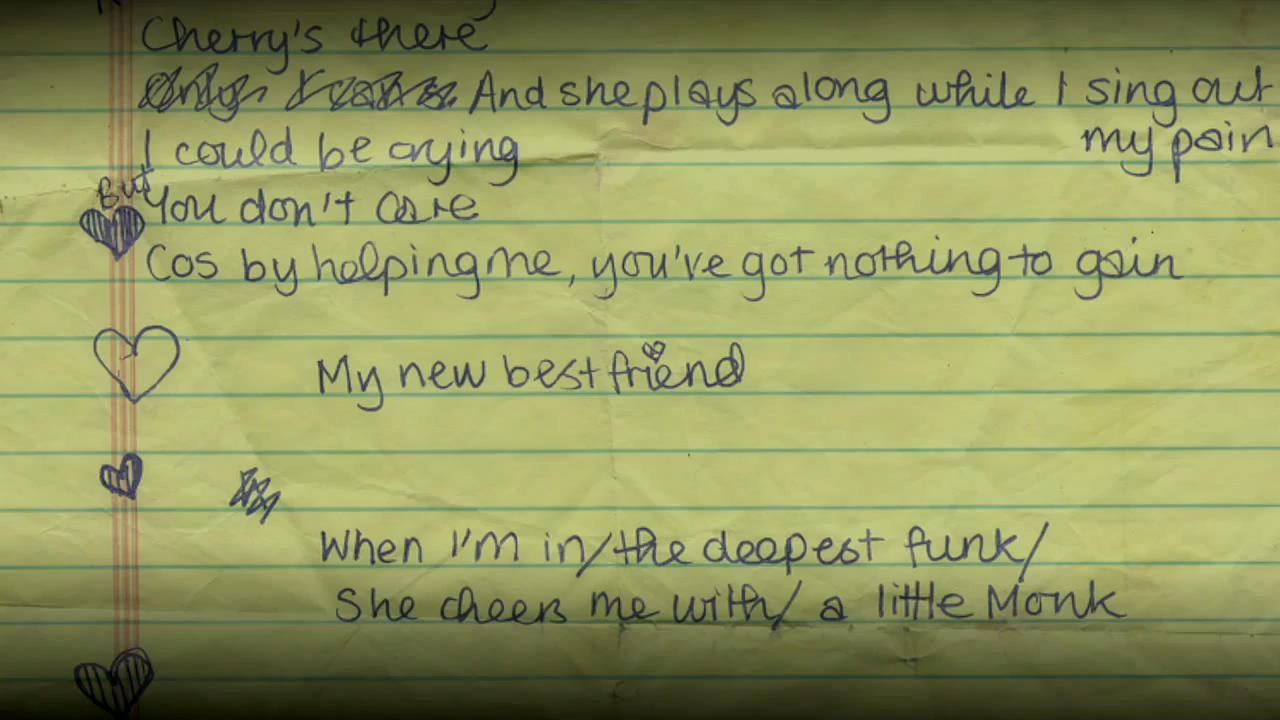 Cherry's there
And she plays along while I sing out
my pain
I could be crying
But
You don't care
Cos by helping me, you've got nothing to gain
My new best friend
When I'm in/the deepest funk/
She cheers me with/ a little Monk